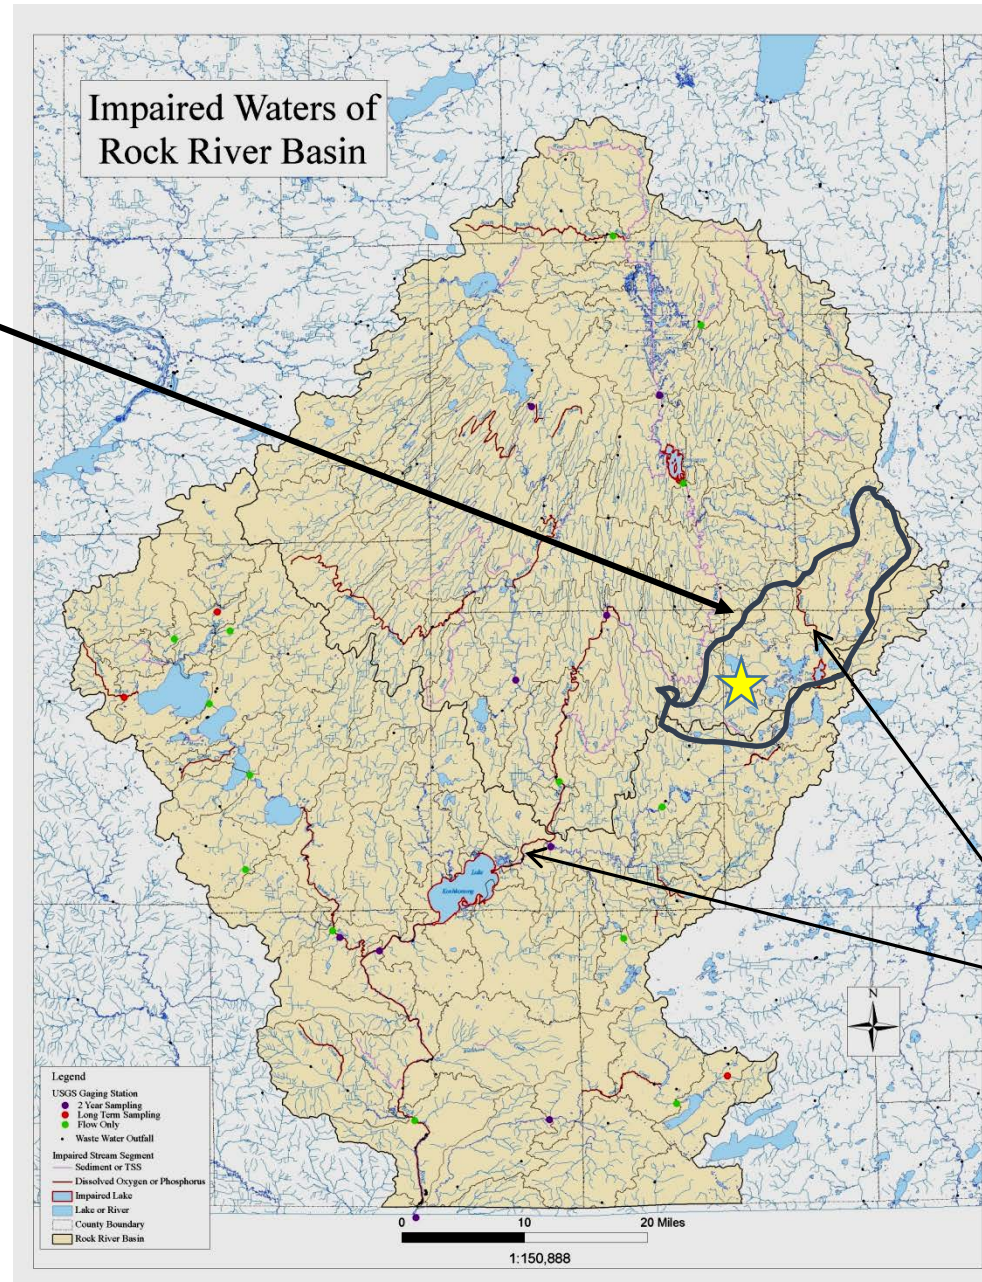 Impaired Waters of
Rock River Basin
Lake
Koshkonong
N
Legend
USGS Gaging Station
2 Year Sampling
Long Term Sampling
Flow Only
Waste Water Outfall
Impaired Stream Segment
Sediment or TSS
Dissolved Oxygen or Phosphorus
Impaired Lake
Lake or River
County Boundary
Rock River Basin
0 10 20 Miles
1:150,888